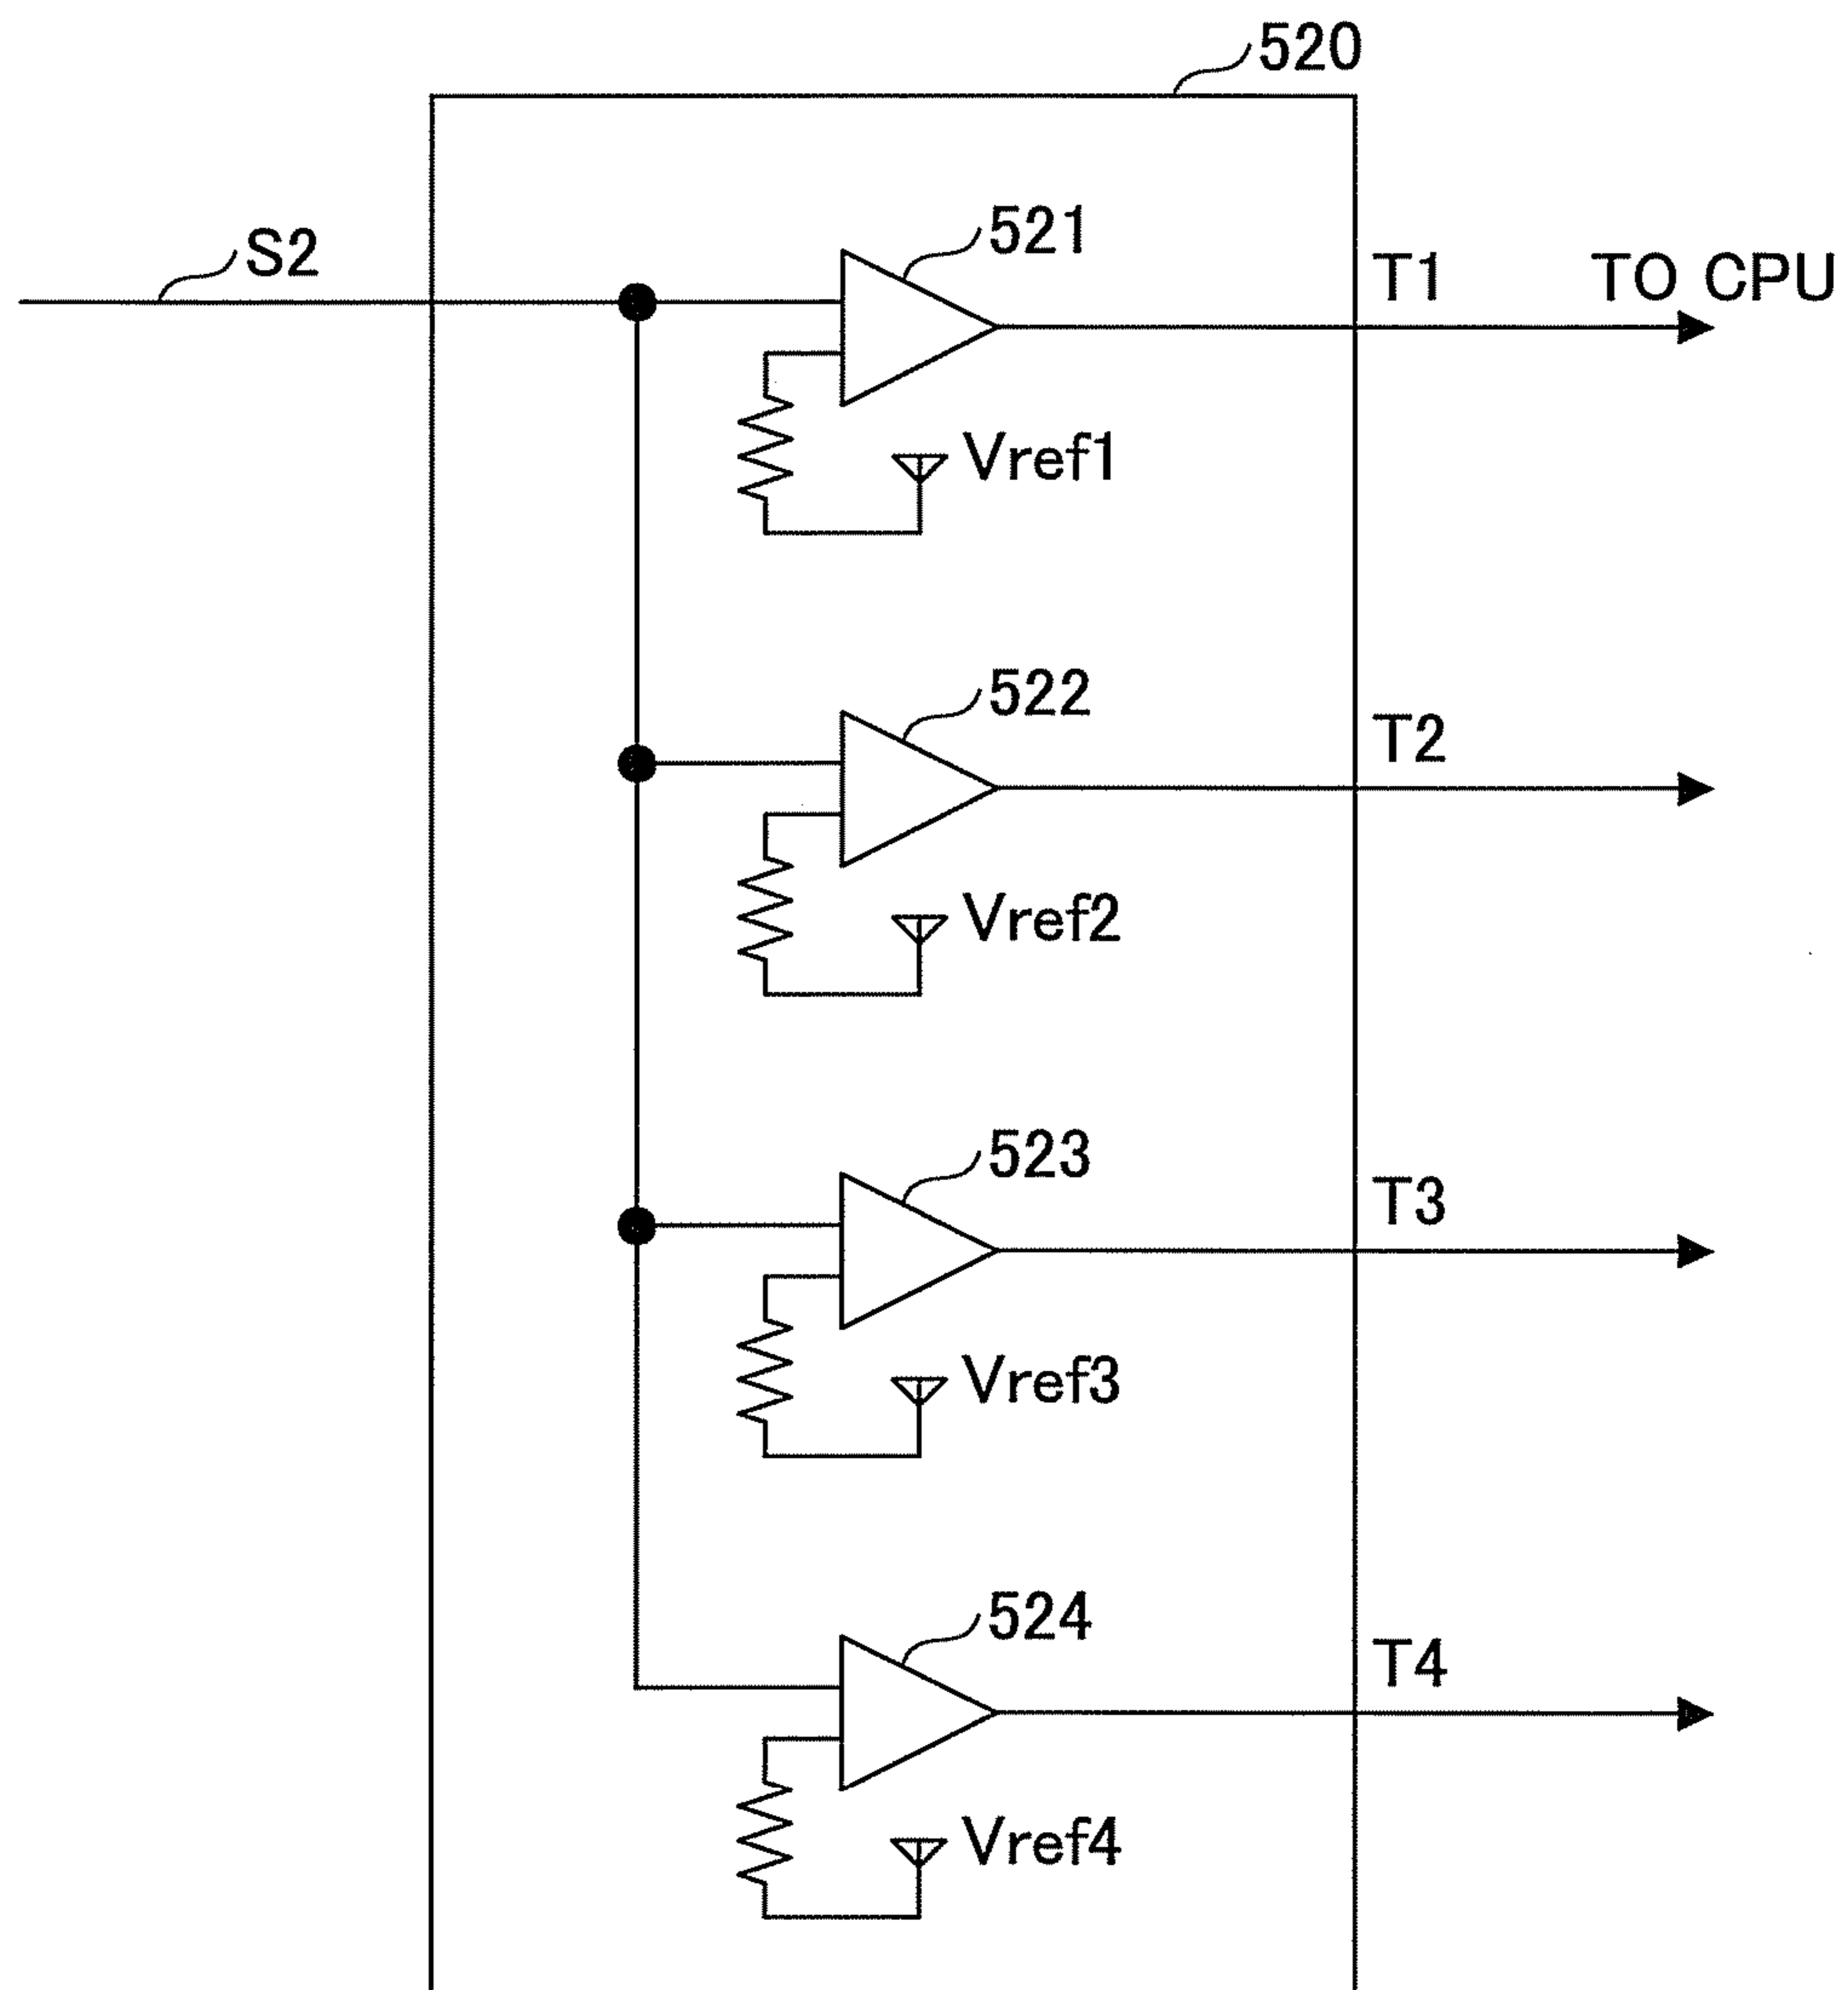 520
S2
521
T1
TO CPU
Vref1
522
T2
Vref2
523
T3
Vref3
524
T4
Vref4